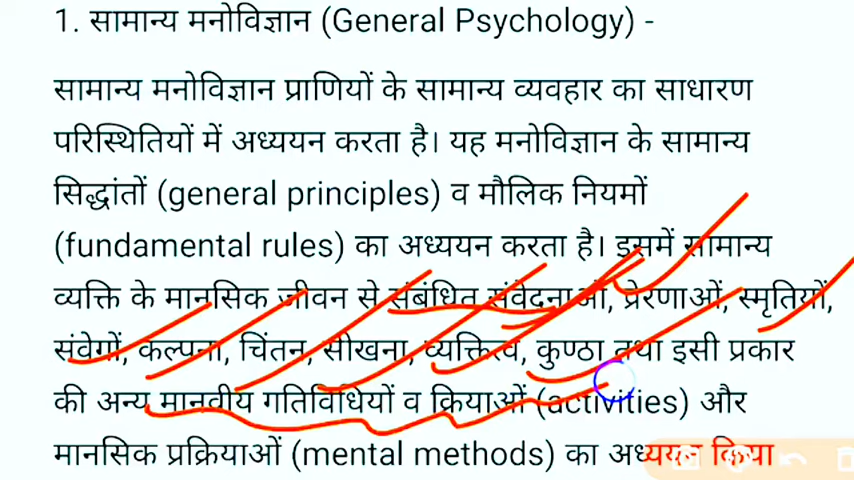 1. सामान्य मनोविज्ञान (General Psychology) -
सामान्य मनोविज्ञान प्राणियों के सामान्य व्यवहार का साधारण
परिस्थितियों में अध्ययन करता है। यह मनोविज्ञान के सामान्य
सिद्धांतों (general principles) व मौलिक नियमों
(fundamental rules) का अध्ययन करता है। इसमें सामान्य
व्यक्ति के मानसिक जीवन से संबंधित संवेदनाओं, प्रेरणाओं, स्मृतियों,
संवेगों, कल्पना, चिंतन, सीखना, व्यक्तित्व, कुण्ठा तथा इसी प्रकार
की अन्य मानवीय गतिविधियों व क्रियाओं (activities) और
मानसिक प्रक्रियाओं (mental methods) का अध्ययन किया